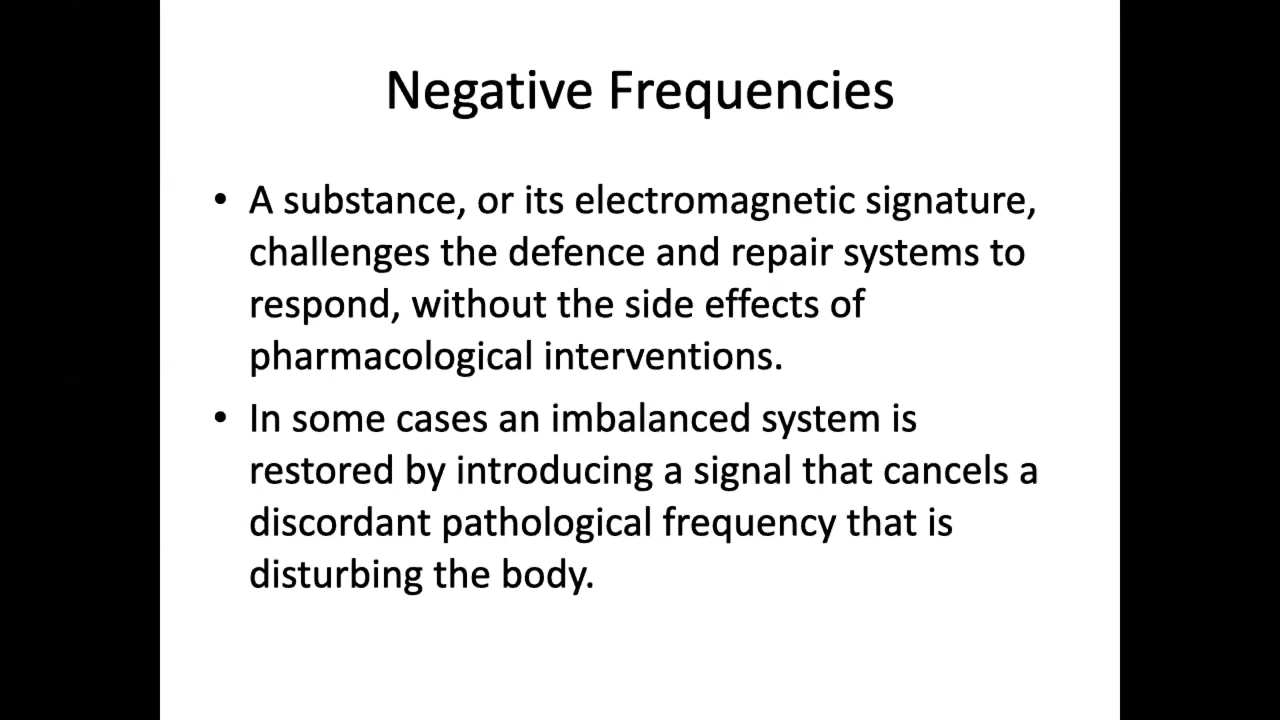 Negative Frequencies
• A substance, or its electromagnetic signature,
challenges the defence and repair systems to
respond, without the side effects of
pharmacological interventions.
• In some cases an imbalanced system is
restored by introducing a signal that cancels a
discordant pathological frequency that is
disturbing the body.